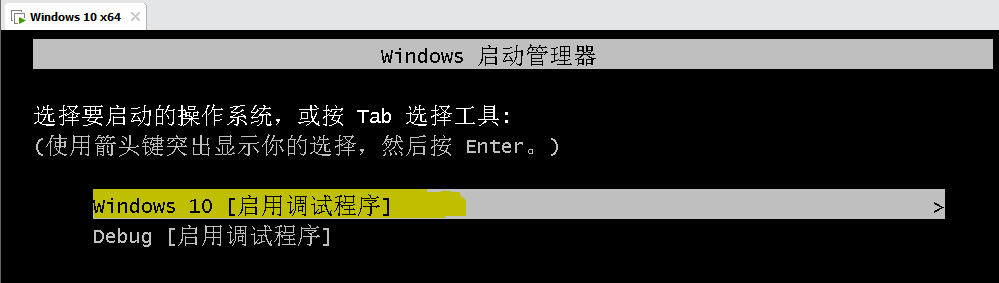 Windows 10 x64
Windows 启动管理器
选择要启动的操作系统，或按 Tab 选择工具:
(使用箭头键突出显示你的选择，然后按 Enter。)
Windows 10 [启用调试程序] >
Debug [启用调试程序]